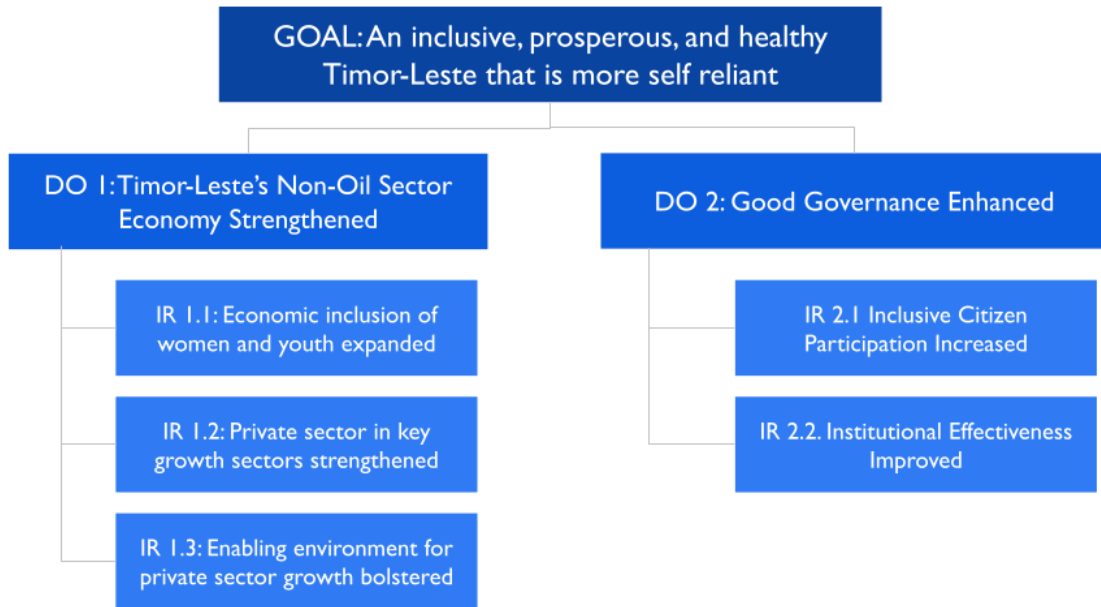 GOAL: An inclusive, prosperous, and healthy
Timor-Leste that is more self reliant
DO 1: Timor-Leste's Non-Oil Sector
Economy Strengthened
IR 1.1: Economic inclusion of
women and youth expanded
IR 1.2: Private sector in key
growth sectors strengthened
IR 1.3: Enabling environment for
private sector growth bolstered
DO 2: Good Governance Enhanced
IR 2.1 Inclusive Citizen
Participation Increased
IR 2.2. Institutional Effectiveness
Improved